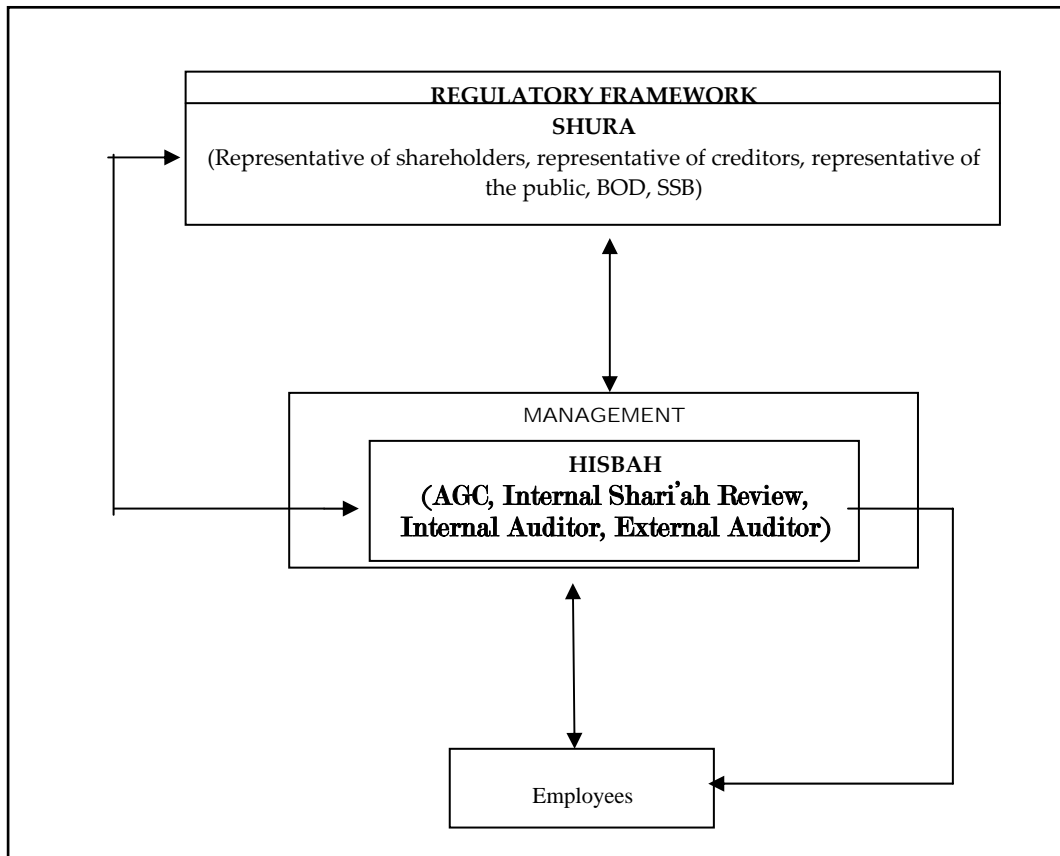 REGULATORY FRAMEWORK
SHURA
(Representative of shareholders, representative of creditors, representative of
the public, BOD, SSB)
MANAGEMENT
HISBAH
(AGC, Internal Shari'ah Review,
Internal Auditor, External Auditor)
Employees